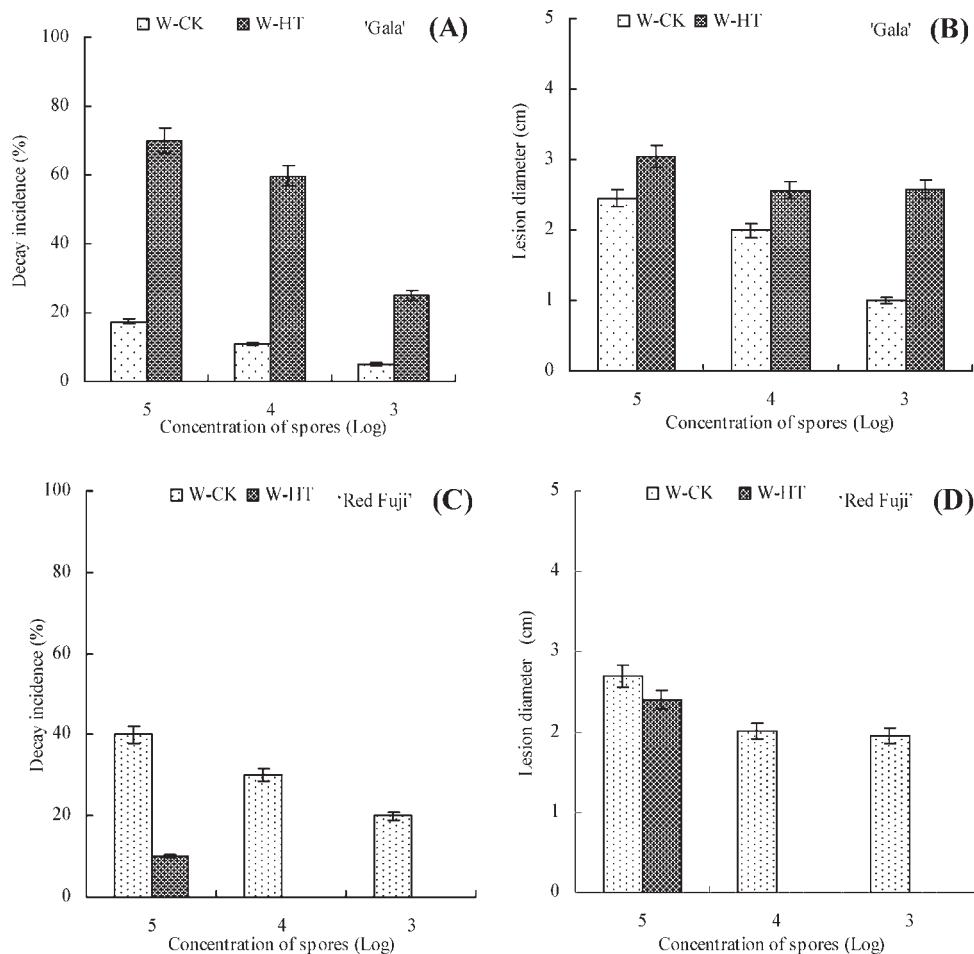 W-CK W-HT 'Gala' (A)
100
80
60
40
20
0
Decay incidence (%)
5 4 3
Concentration of spores (Log)
W-CK W-HT 'Gala' (B)
5
4
3
2
1
0
Lesion diameter (cm)
5 4 3
Concentration of spores (Log)
W-CK W-HT 'Red Fuji' (C)
100
80
60
40
20
0
Decay incidence (%)
5 4 3
Concentration of spores (Log)
W-CK W-HT 'Red Fuji' (D)
5
4
3
2
1
0
Lesion diameter (cm)
5 4 3
Concentration of spores (Log)